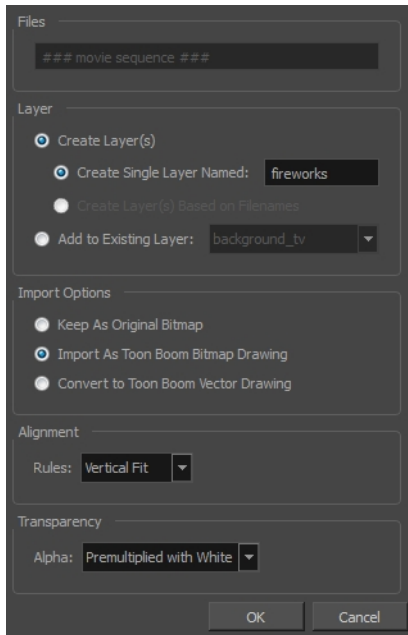 Files
### movie sequence ###
Layer
Create Layer(s)
Create Single Layer Named: fireworks
Create Layer(s) Based on Filenames
Add to Existing Layer: background_tv
Import Options
Keep As Original Bitmap
Import As Toon Boom Bitmap Drawing
Convert to Toon Boom Vector Drawing
Alignment
Rules: Vertical Fit
Transparency
Alpha: Premultiplied with White
OK Cancel